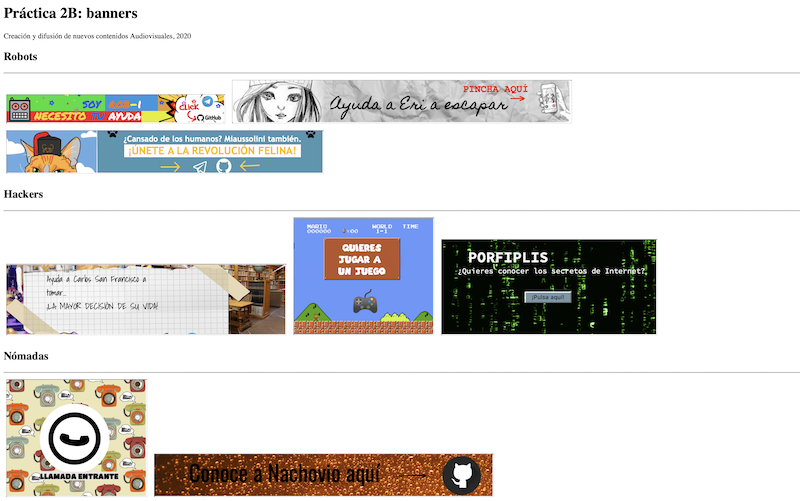 Práctica 2B: banners
Creación y difusión de nuevos contenidos Audiovisuales, 2020
Robots
SOY ROB-1
NECESITO TU AYUDA
click
GitHub
PINCHA AQUÍ
Ayuda a Eri a escapar
¿Cansado de los humanos? Miaussolini también.
¡ÚNETE A LA REVOLUCIÓN FELINA!
Hackers
Ayuda a Carlos San Francisco a
tomar...
¡LA MAYOR DECISIÓN DE SU VIDA!
MARIO WORLD TIME
000000 ×00 1-1
QUIERES
JUGAR A
UN JUEGO
PORFIPLIS
¿Quieres conocer los secretos de Internet?
¡Pulsa aquí!
Nómadas
LLAMADA ENTRANTE
Conoce a Nachovio aquí